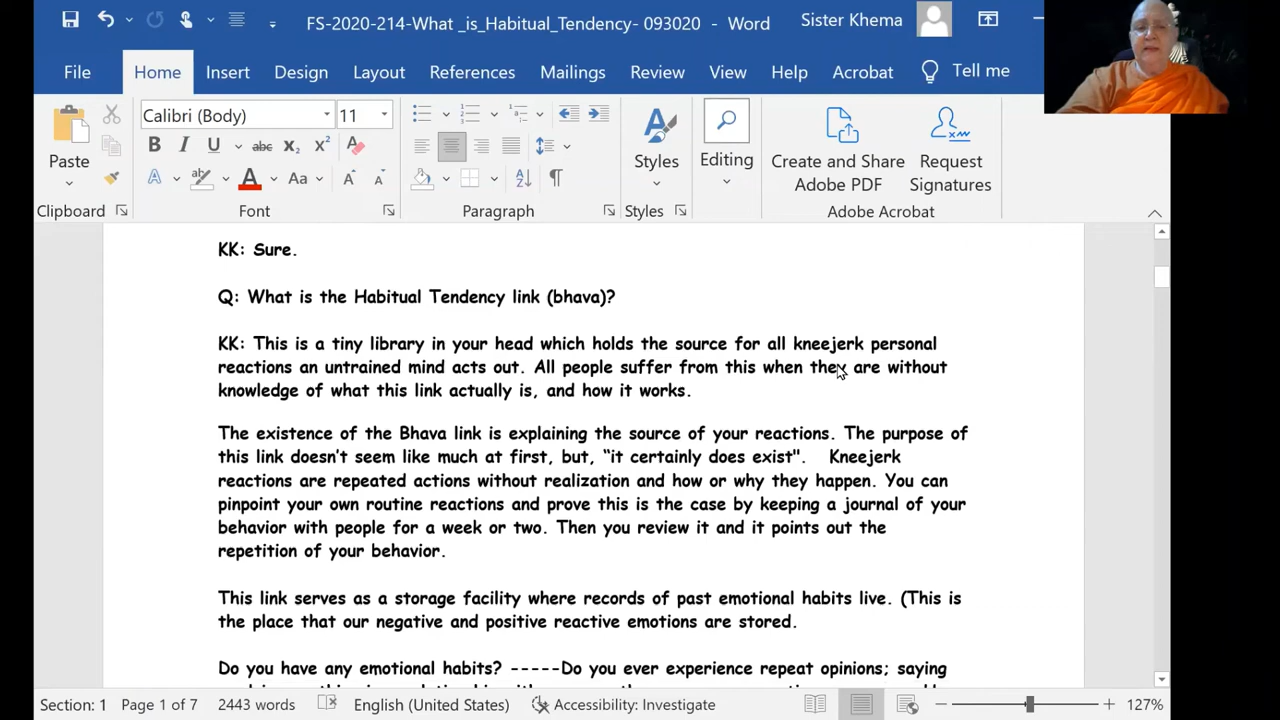 FS-2020-214-What _is_Habitual_Tendency- 093020 - Word
Sister Khema
File Home Insert Design Layout References Mailings Review View Help Acrobat Tell me
Calibri (Body) 11
Paste
B I U abc x₂ x²
A A Aa A A
Styles
Editing
Create and Share Adobe PDF
Request Signatures
Clipboard Font Paragraph Styles Adobe Acrobat
KK: Sure.
Q: What is the Habitual Tendency link (bhava)?
KK: This is a tiny library in your head which holds the source for all kneejerk personal
reactions an untrained mind acts out. All people suffer from this when they are without
knowledge of what this link actually is, and how it works.
The existence of the Bhava link is explaining the source of your reactions. The purpose of
this link doesn't seem like much at first, but, “it certainly does exist". Kneejerk
reactions are repeated actions without realization and how or why they happen. You can
pinpoint your own routine reactions and prove this is the case by keeping a journal of your
behavior with people for a week or two. Then you review it and it points out the
repetition of your behavior.
This link serves as a storage facility where records of past emotional habits live. (This is
the place that our negative and positive reactive emotions are stored.
Do you have any emotional habits? -----Do you ever experience repeat opinions; saying
Section: 1 Page 1 of 7 2443 words English (United States) Accessibility: Investigate 127%